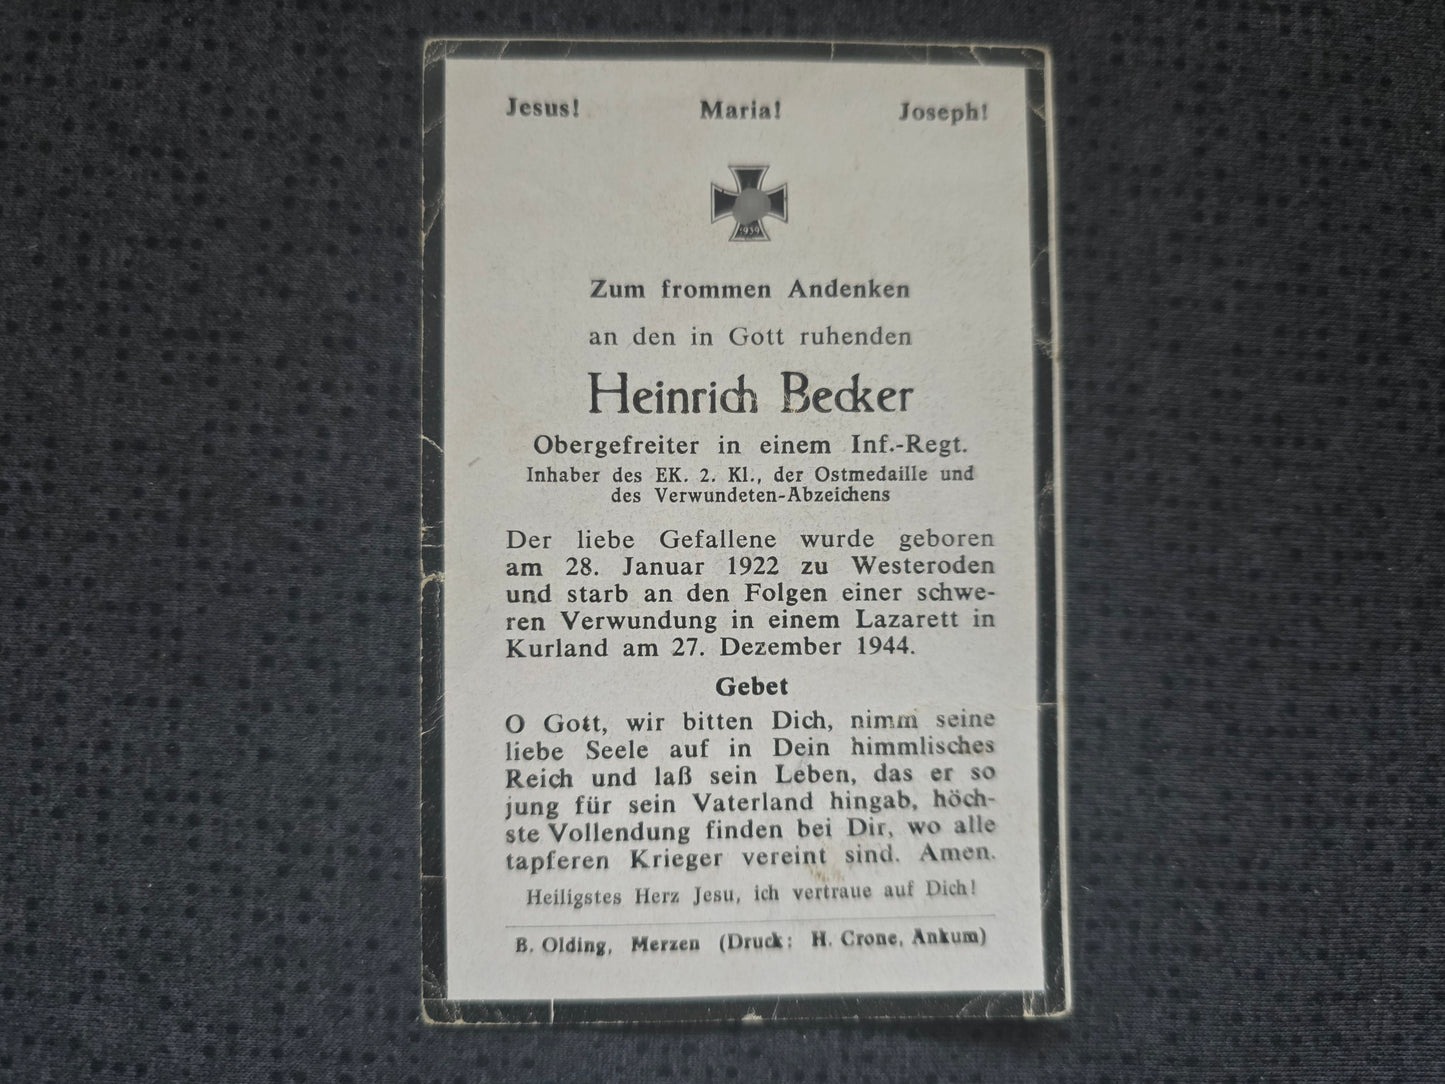 Jesus! Maria! Joseph!
1939
Zum frommen Andenken
an den in Gott ruhenden
Heinrich Becker
Obergefreiter in einem Inf.-Regt.
Inhaber des EK. 2. Kl., der Ostmedaille und
des Verwundeten-Abzeichens
Der liebe Gefallene wurde geboren
am 28. Januar 1922 zu Westeroden
und starb an den Folgen einer schwe-
ren Verwundung in einem Lazarett in
Kurland am 27. Dezember 1944.
Gebet
O Gott, wir bitten Dich, nimm seine
liebe Seele auf in Dein himmlisches
Reich und laß sein Leben, das er so
jung für sein Vaterland hingab, höch-
ste Vollendung finden bei Dir, wo alle
tapferen Krieger vereint sind. Amen.
Heiligstes Herz Jesu, ich vertraue auf Dich!
B. Olding, Merzen (Druck: H. Crone, Ankum)